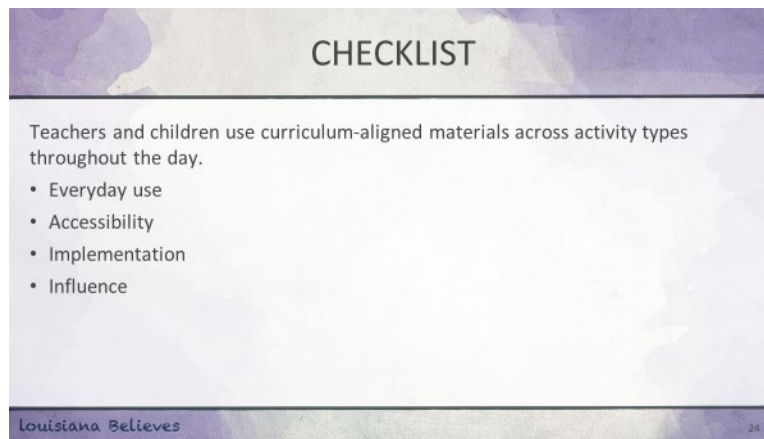 CHECKLIST
Teachers and children use curriculum-aligned materials across activity types
throughout the day.
• Everyday use
• Accessibility
• Implementation
• Influence
Louisiana Believes
24